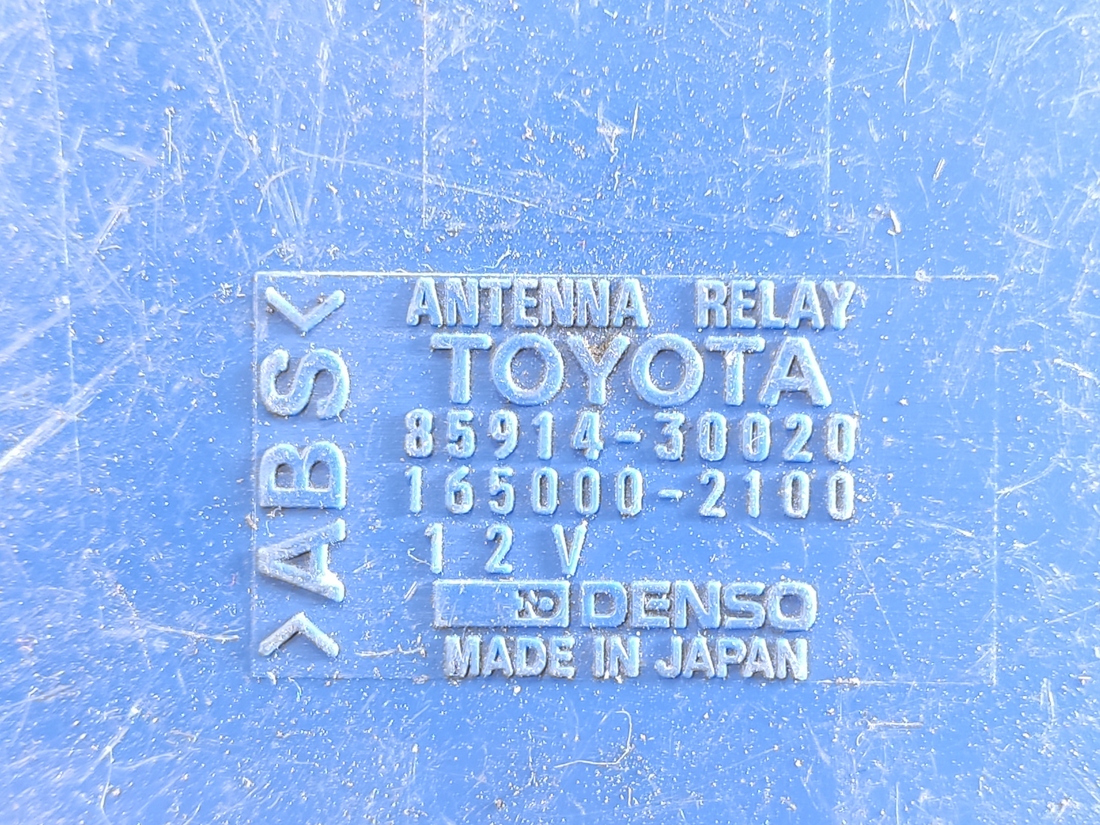 >ABS<
ANTENNA RELAY
TOYOTA
85914-30020
165000-2100
12V
DENSO
MADE IN JAPAN